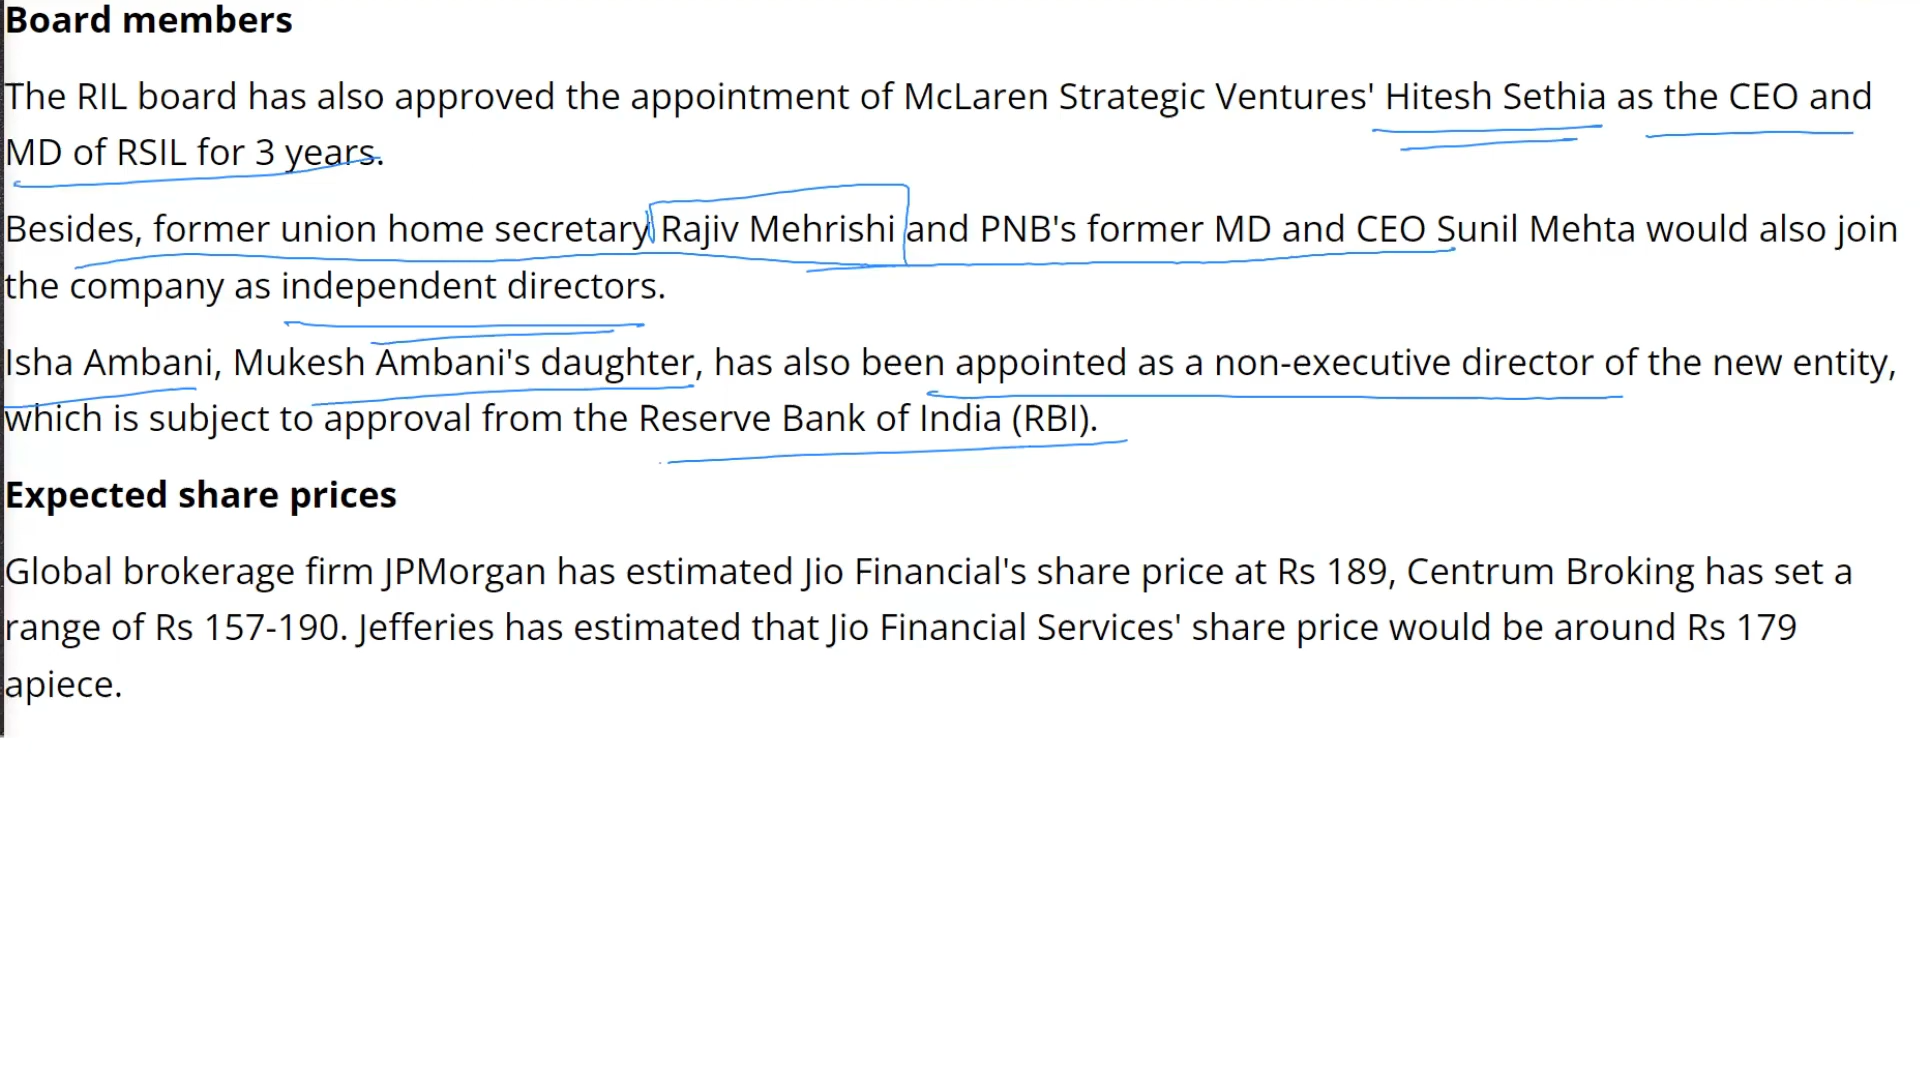 Board members
The RIL board has also approved the appointment of McLaren Strategic Ventures' Hitesh Sethia as the CEO and
MD of RSIL for 3 years.
Besides, former union home secretary Rajiv Mehrishi and PNB's former MD and CEO Sunil Mehta would also join
the company as independent directors.
Isha Ambani, Mukesh Ambani's daughter, has also been appointed as a non-executive director of the new entity,
which is subject to approval from the Reserve Bank of India (RBI).
Expected share prices
Global brokerage firm JPMorgan has estimated Jio Financial's share price at Rs 189, Centrum Broking has set a
range of Rs 157-190. Jefferies has estimated that Jio Financial Services' share price would be around Rs 179
apiece.